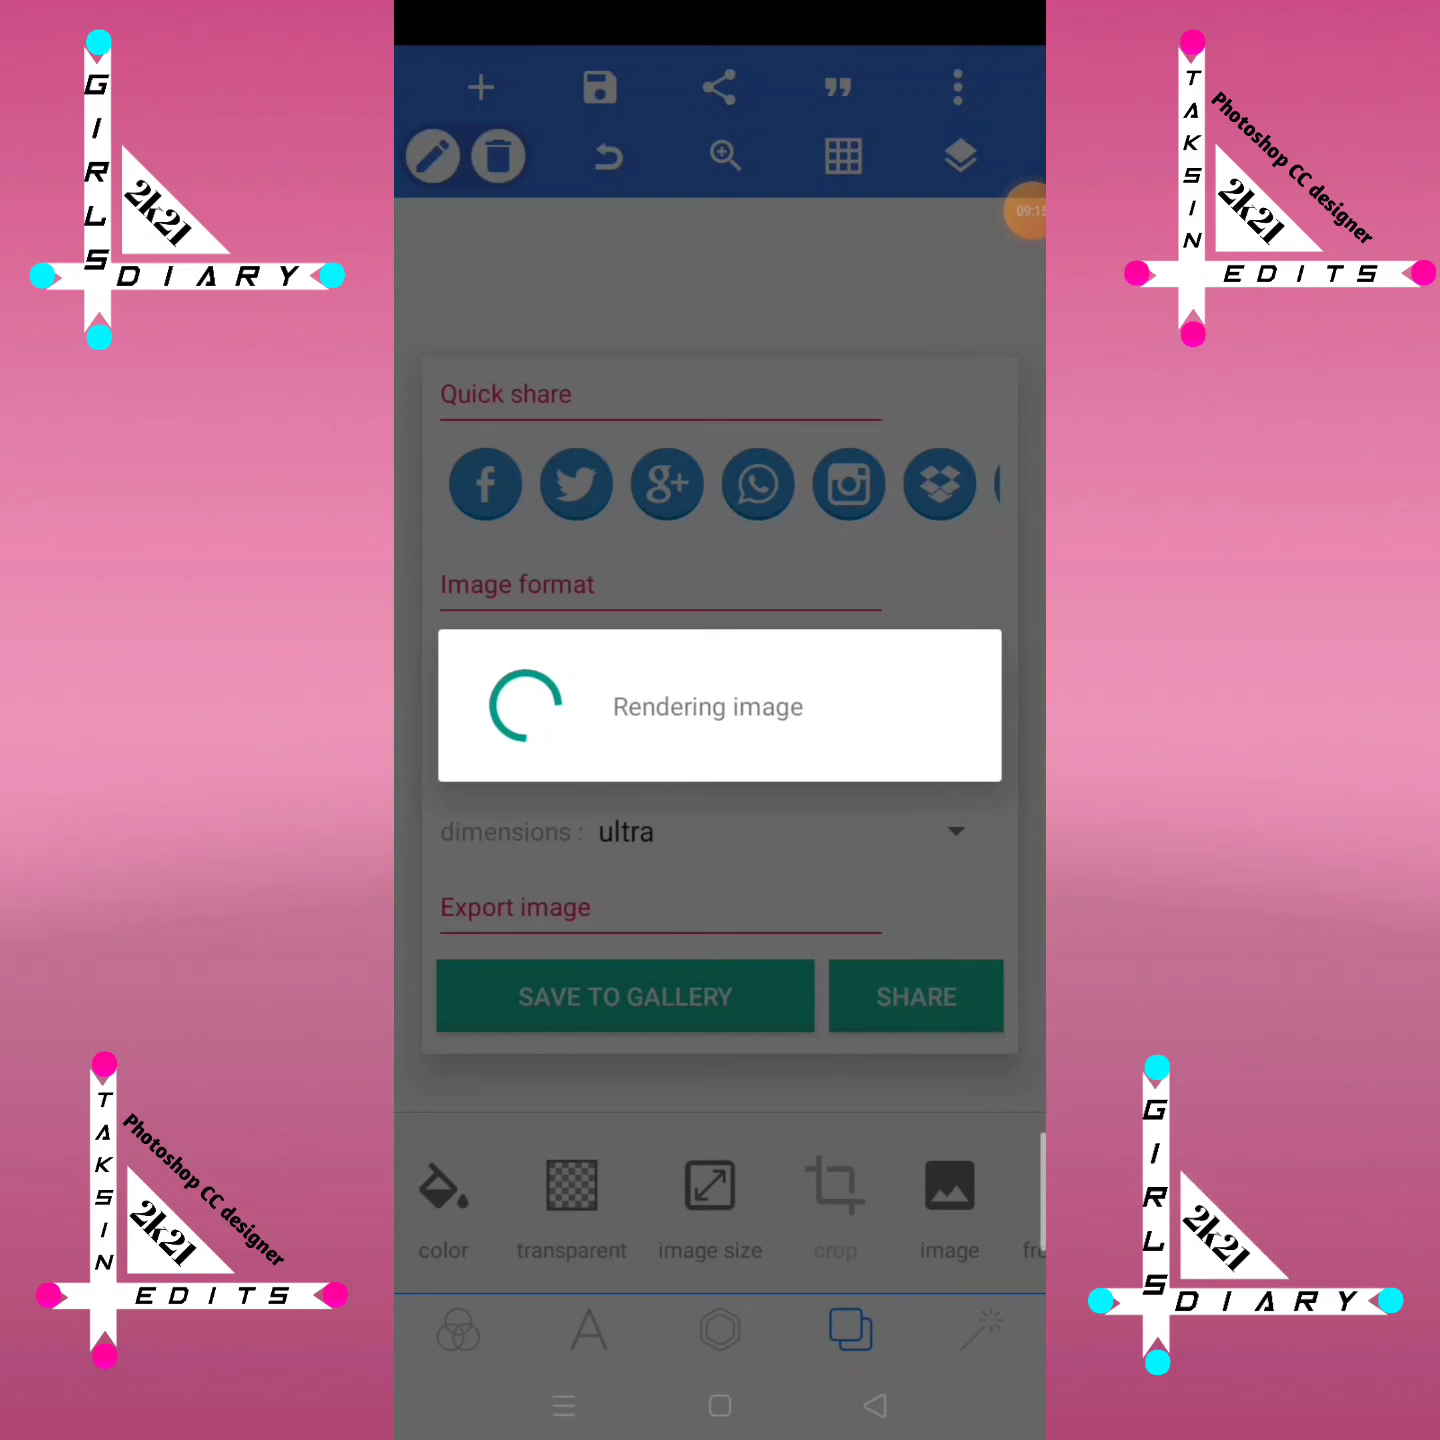 GIRLS
DIARY
2k21
TAKSIN
EDITS
Photoshop CC designer
2k21
09:15
Quick share
Image format
Rendering image
dimensions : ultra
Export image
SAVE TO GALLERY
SHARE
color
transparent
image size
crop
image
TAKSIN
EDITS
Photoshop CC designer
2k21
GIRLS
DIARY
2k21